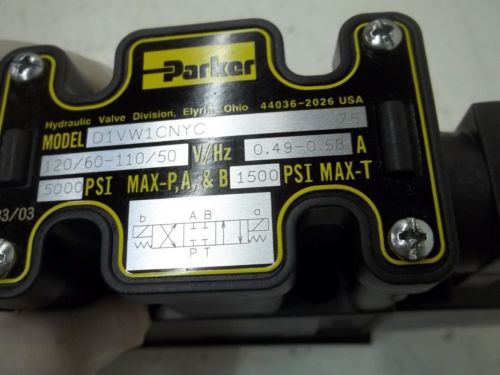 Parker
Hydraulic Valve Division, Elyria, Ohio 44036-2026 USA
MODEL D1VW1CNYC 75
120/60-110/50 V/Hz 0.49-0.58 A
5000 PSI MAX-P,A, & B 1500 PSI MAX-T
33/03
b A B a
P T